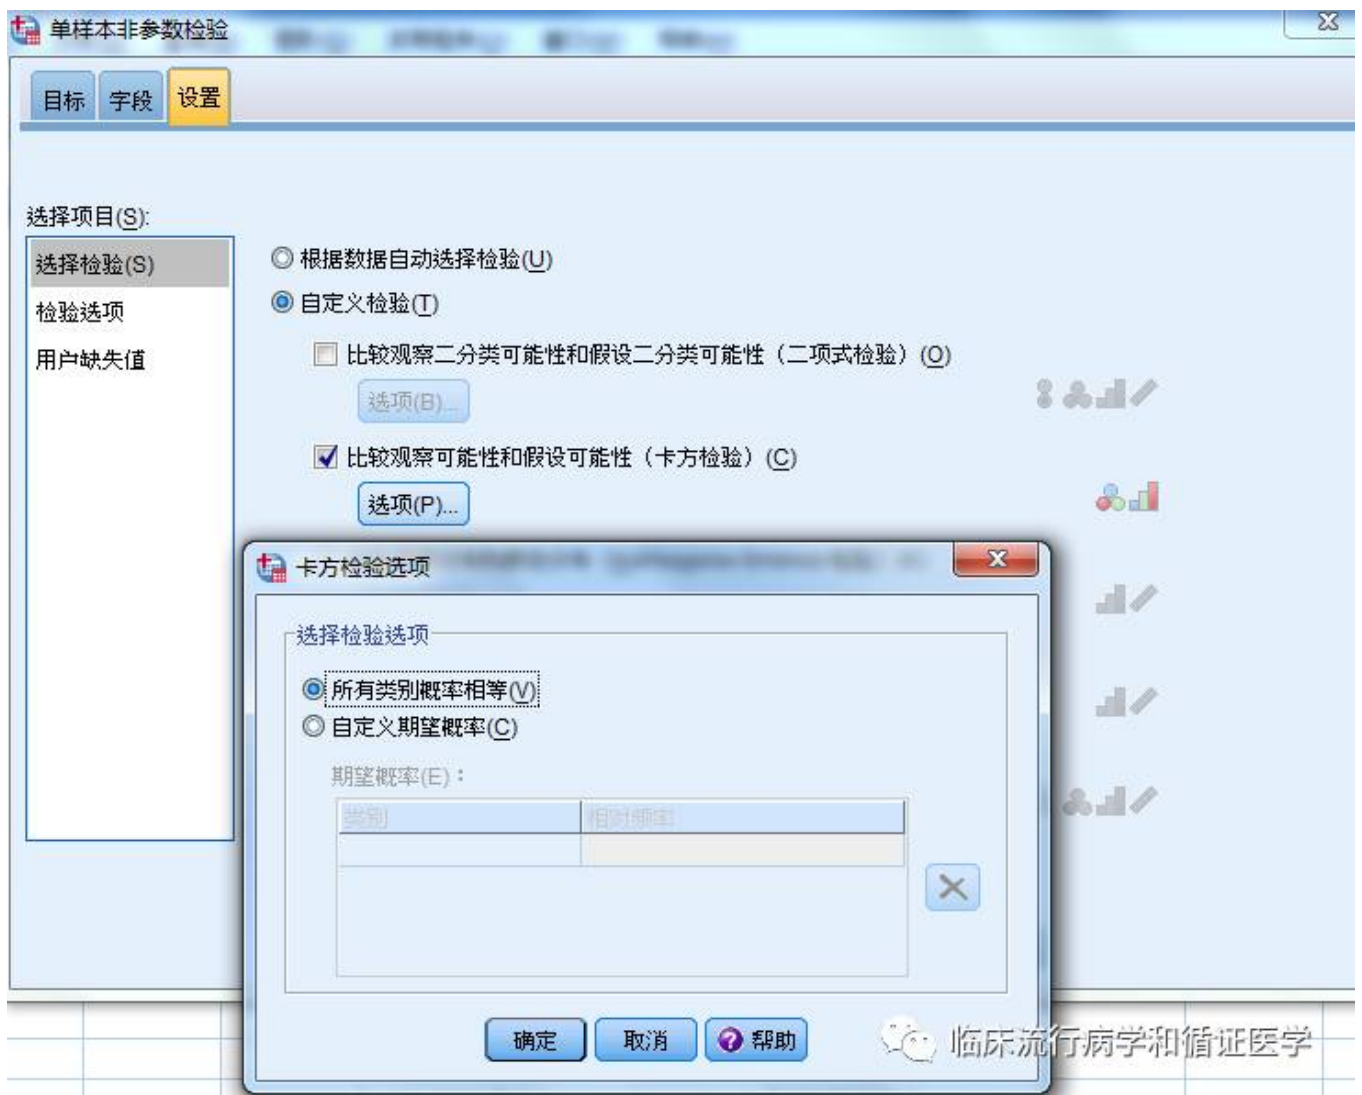 单样本非参数检验
目标 字段 设置
选择项目(S):
选择检验(S)
检验选项
用户缺失值
根据数据自动选择检验(U)
自定义检验(T)
比较观察二分类可能性和假设二分类可能性（二项式检验）(O)
选项(B)...
比较观察可能性和假设可能性（卡方检验）(C)
选项(P)...
卡方检验选项
选择检验选项
所有类别概率相等(V)
自定义期望概率(C)
期望概率(E)：
类别 相对频率
确定 取消 帮助
临床流行病学和循证医学